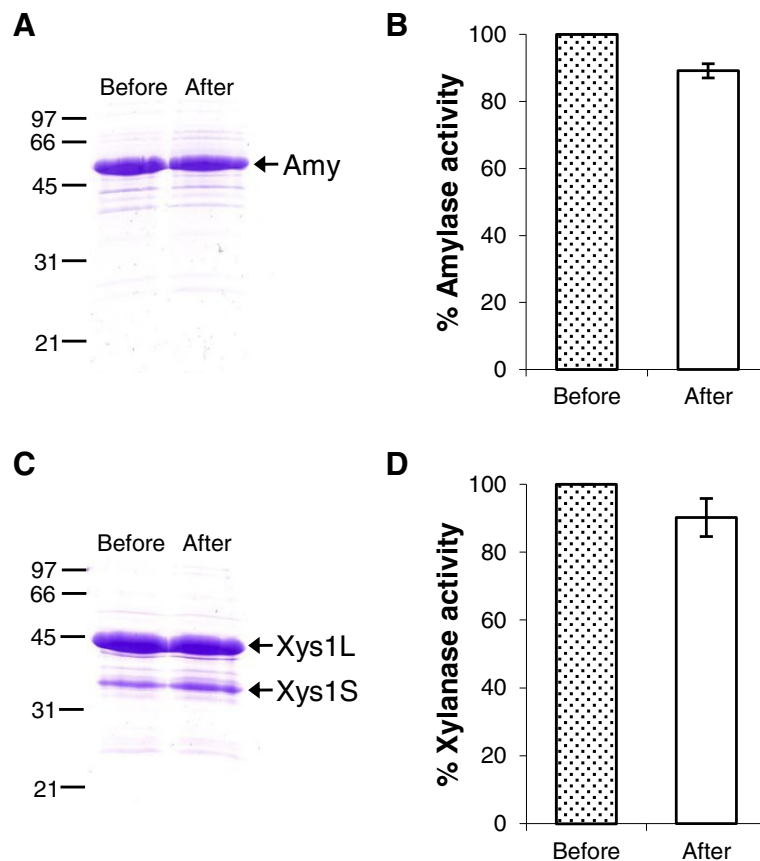 A
Before After
97
66
45
31
21
Amy
B
% Amylase activity
100
80
60
40
20
0
Before After
C
Before After
97
66
45
31
21
Xys1L
Xys1S
D
% Xylanase activity
100
80
60
40
20
0
Before After